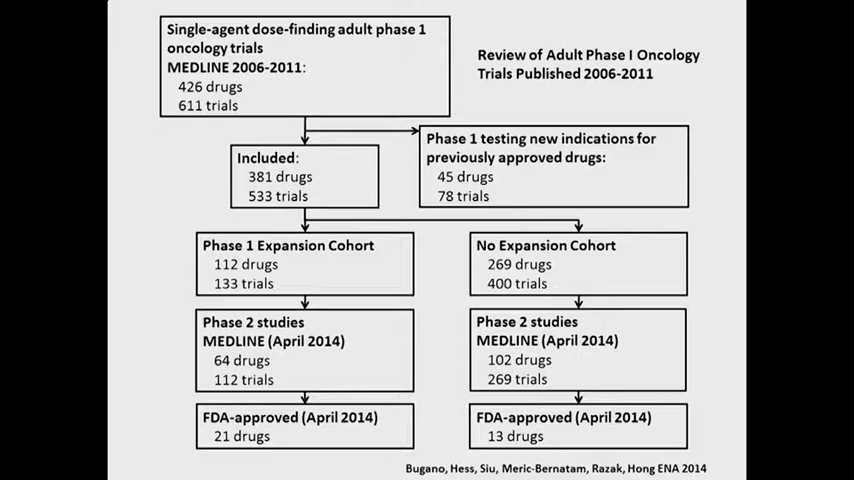 Single-agent dose-finding adult phase 1
oncology trials
MEDLINE 2006-2011:
426 drugs
611 trials
Review of Adult Phase I Oncology
Trials Published 2006-2011
Phase 1 testing new indications for
previously approved drugs:
45 drugs
78 trials
Included:
381 drugs
533 trials
Phase 1 Expansion Cohort
112 drugs
133 trials
No Expansion Cohort
269 drugs
400 trials
Phase 2 studies
MEDLINE (April 2014)
64 drugs
112 trials
Phase 2 studies
MEDLINE (April 2014)
102 drugs
269 trials
FDA-approved (April 2014)
21 drugs
FDA-approved (April 2014)
13 drugs
Bugano, Hess, Siu, Meric-Bernatam, Razak, Hong ENA 2014